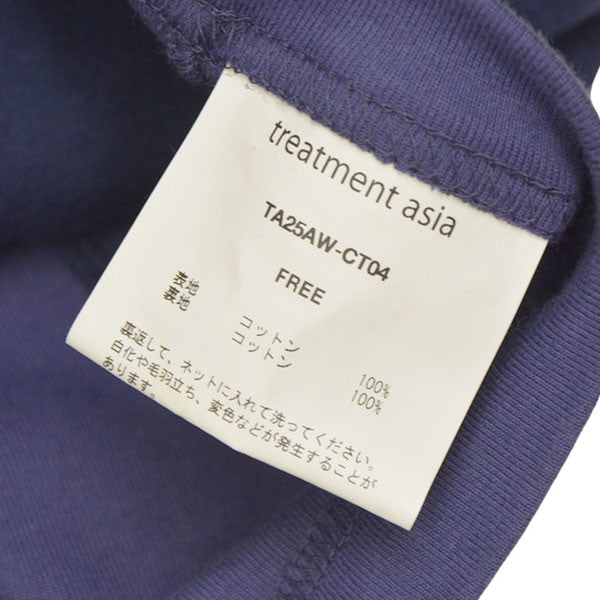 treatment asia
TA25AW-CT04
FREE
表地 コットン 100%
裏地 コットン 100%
裏返して、ネットに入れて洗ってください。
白化や毛羽立ち、変色などが発生することが
あります。